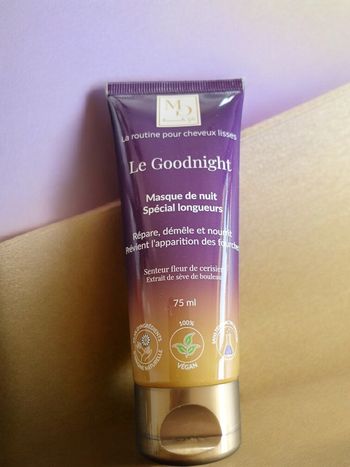 MD
La routine pour cheveux lisses
Le Goodnight
Masque de nuit
Spécial longueurs
Répare, démêle et nourrit
Prévient l'apparition des fourches
Senteur fleur de cerisier
Extrait de sève de bouleau
75 ml
100%
VEGAN